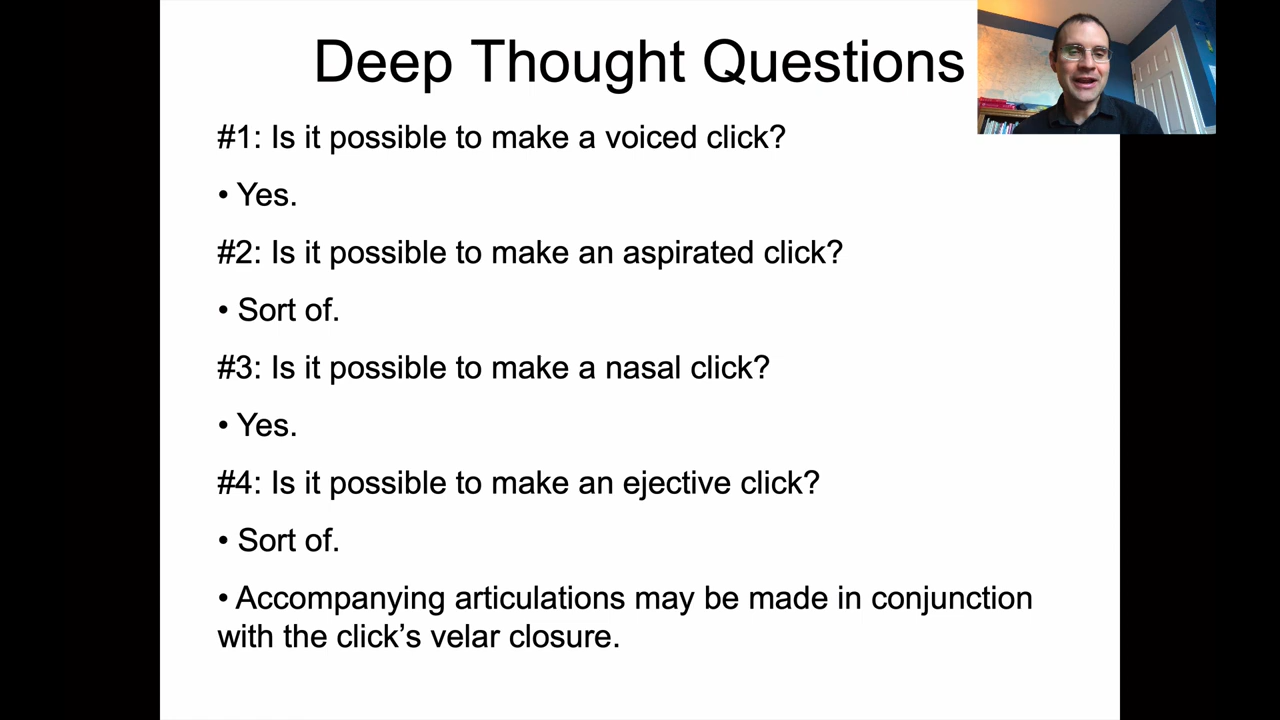 Deep Thought Questions
#1: Is it possible to make a voiced click?
• Yes.
#2: Is it possible to make an aspirated click?
• Sort of.
#3: Is it possible to make a nasal click?
• Yes.
#4: Is it possible to make an ejective click?
• Sort of.
• Accompanying articulations may be made in conjunction
with the click’s velar closure.